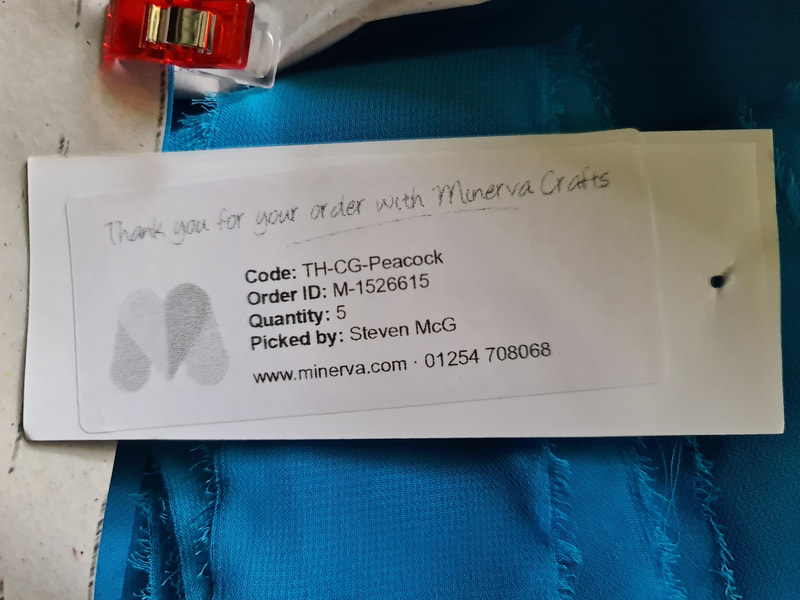 Thank you for your order with Minerva Crafts
Code: TH-CG-Peacock
Order ID: M-1526615
Quantity: 5
Picked by: Steven McG
www.minerva.com · 01254 708068